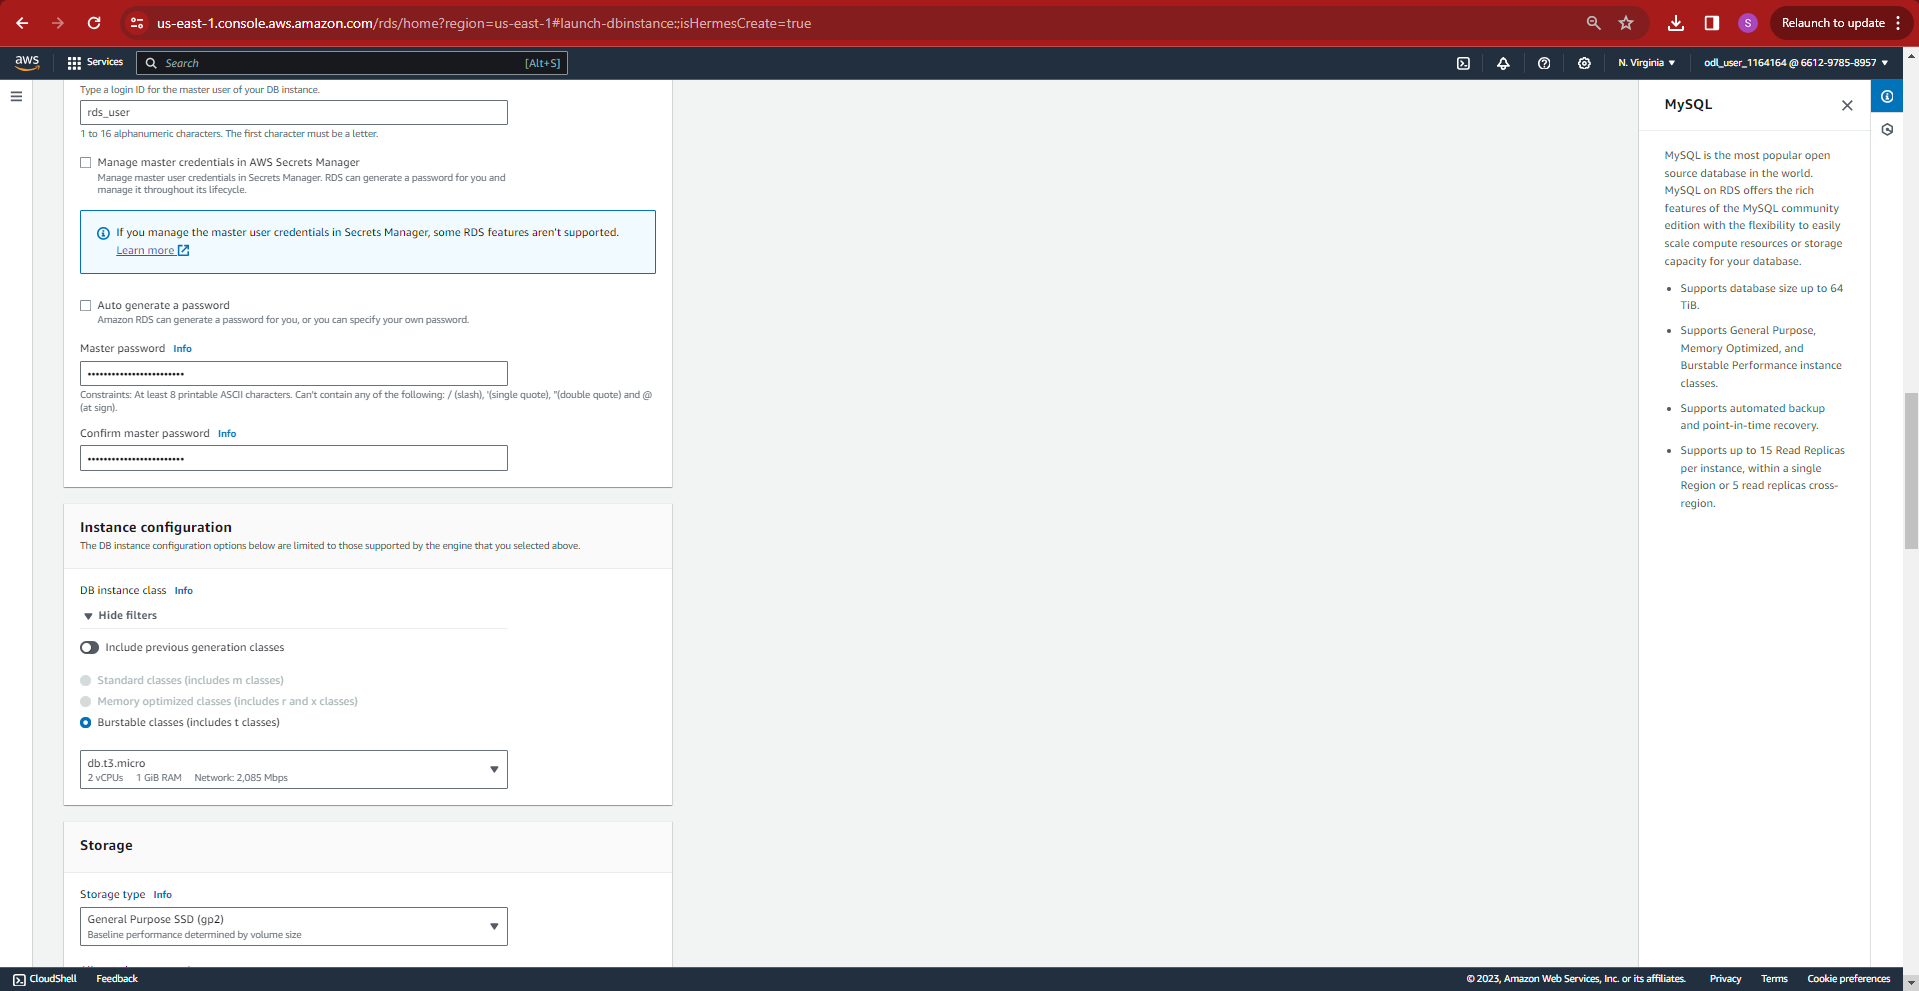 us-east-1.console.aws.amazon.com/rds/home?region=us-east-1#launch-dbinstance:;isHermesCreate=true
S
Relaunch to update
aws
Services
Search
[Alt+S]
N. Virginia
odl_user_1164164 @ 6612-9785-8957
Type a login ID for the master user of your DB instance.
rds_user
1 to 16 alphanumeric characters. The first character must be a letter.
Manage master credentials in AWS Secrets Manager
Manage master user credentials in Secrets Manager. RDS can generate a password for you and
manage it throughout its lifecycle.
If you manage the master user credentials in Secrets Manager, some RDS features aren't supported.
Learn more
Auto generate a password
Amazon RDS can generate a password for you, or you can specify your own password.
Master password Info
Constraints: At least 8 printable ASCII characters. Can't contain any of the following: / (slash), '(single quote), "(double quote) and @
(at sign).
Confirm master password Info
Instance configuration
The DB instance configuration options below are limited to those supported by the engine that you selected above.
DB instance class Info
Hide filters
Include previous generation classes
Standard classes (includes m classes)
Memory optimized classes (includes r and x classes)
Burstable classes (includes t classes)
db.t3.micro
2 vCPUs 1 GiB RAM Network: 2,085 Mbps
Storage
Storage type Info
General Purpose SSD (gp2)
Baseline performance determined by volume size
MySQL
MySQL is the most popular open
source database in the world.
MySQL on RDS offers the rich
features of the MySQL community
edition with the flexibility to easily
scale compute resources or storage
capacity for your database.
• Supports database size up to 64
TiB.
• Supports General Purpose,
Memory Optimized, and
Burstable Performance instance
classes.
• Supports automated backup
and point-in-time recovery.
• Supports up to 15 Read Replicas
per instance, within a single
Region or 5 read replicas cross-
region.
CloudShell
Feedback
© 2023, Amazon Web Services, Inc. or its affiliates.
Privacy
Terms
Cookie preferences